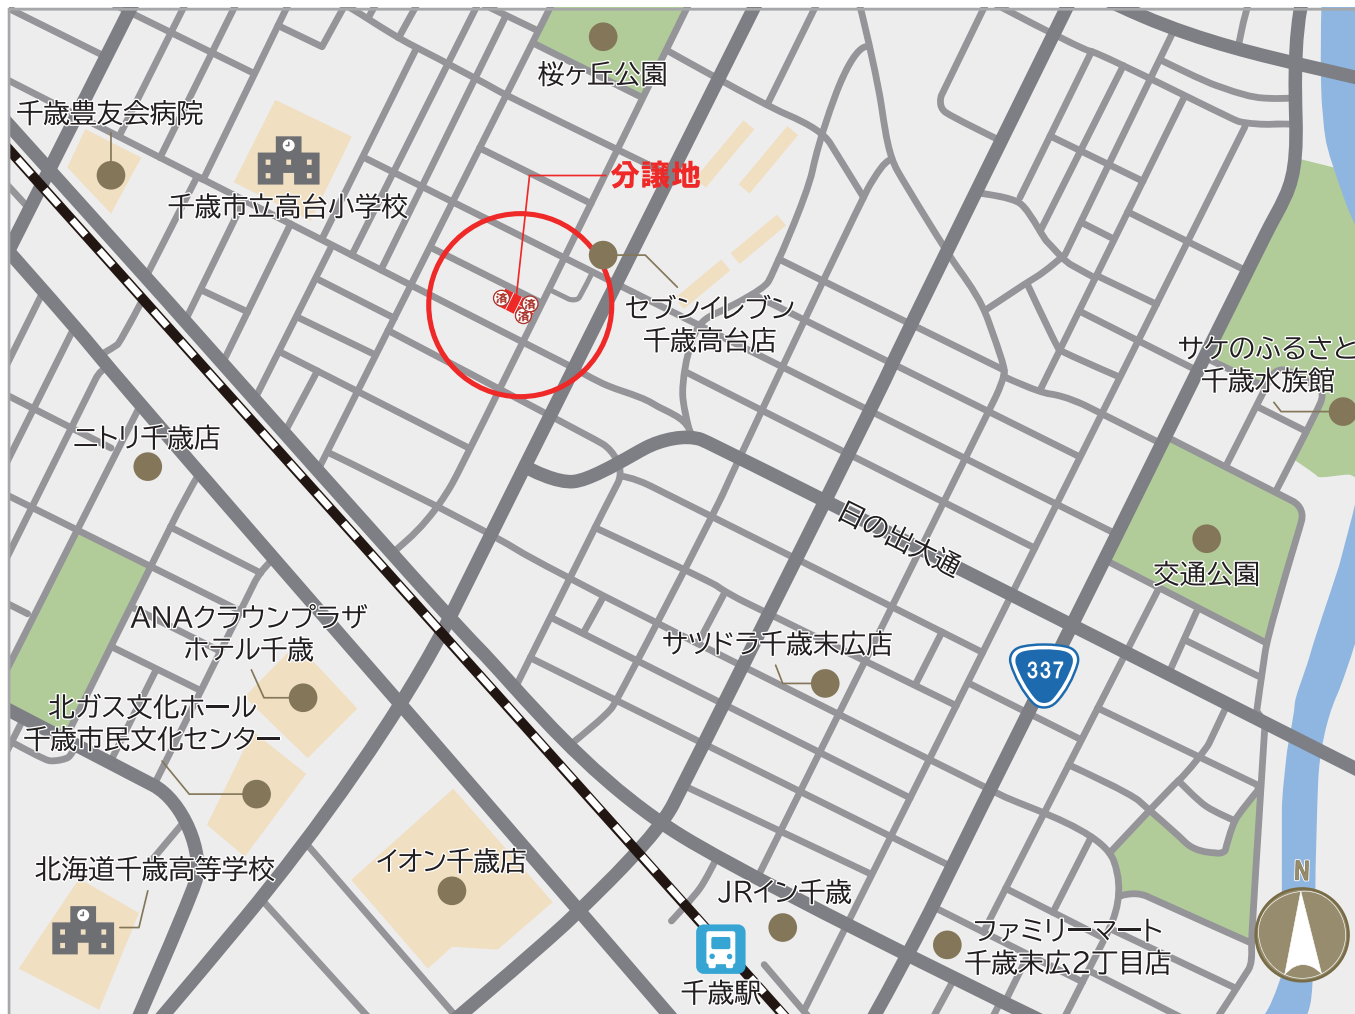 桜ヶ丘公園
千歳豊友会病院
分譲地
千歳市立高台小学校
済
済
済
セブンイレブン
千歳高台店
サケのふるさと
千歳水族館
ニトリ千歳店
日の出大通
交通公園
ANAクラウンプラザ
ホテル千歳
サツドラ千歳末広店
337
北ガス文化ホール
千歳市民文化センター
イオン千歳店
北海道千歳高等学校
JRイン千歳
N
ファミリーマート
千歳末広2丁目店
千歳駅